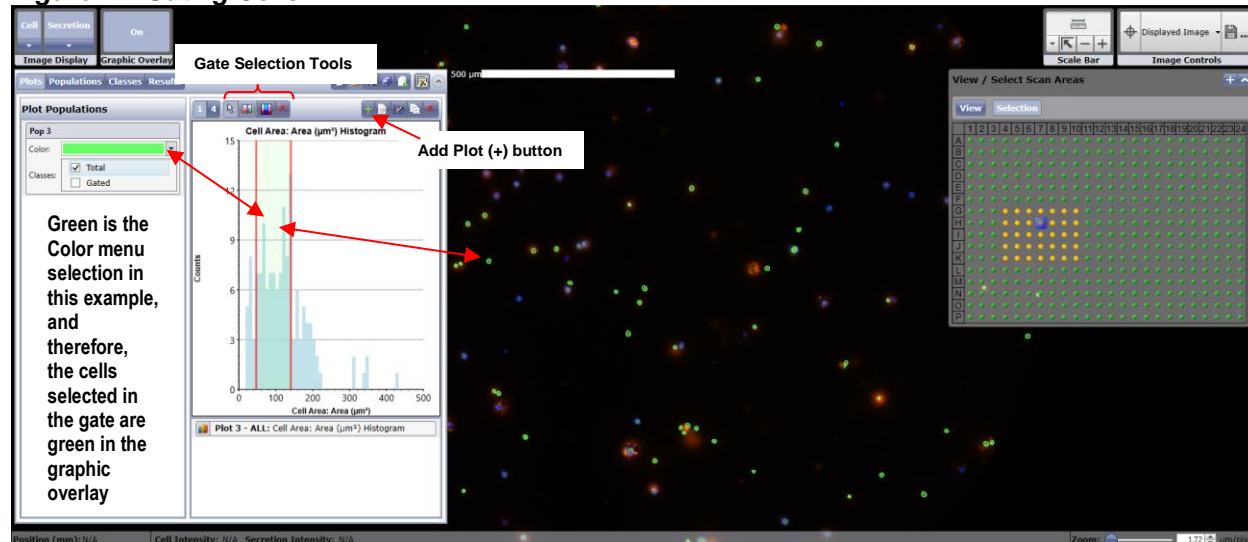 Cell
Secretion
On
Image Display
Graphic Overlay
Gate Selection Tools
500 µm
Displayed Image
...
Scale Bar
Image Controls
Plots Populations Classes
Plot Populations
1 4
Pop 3
Color:
Classes:
Total
Gated
Cell Area: Area (µm²) Histogram
Add Plot (+) button
15
12
9
6
3
0
Counts
0 100 200 300 400 500
Cell Area: Area (µm²)
Plot 3 - ALL: Cell Area: Area (µm²) Histogram
Green is the
Color menu
selection in
this example,
and
therefore,
the cells
selected in
the gate are
green in the
graphic
overlay
View / Select Scan Areas
View Selection
1 2 3 4 5 6 7 8 9 10 11 12 13 14 15 16 17 18 19 20 21 22 23 24
A
B
C
D
E
F
G
H
I
J
K
L
M
N
O
P
Position (mm): N/A
Cell Intensity: N/A Secretion Intensity: N/A
Zoom: 1.72